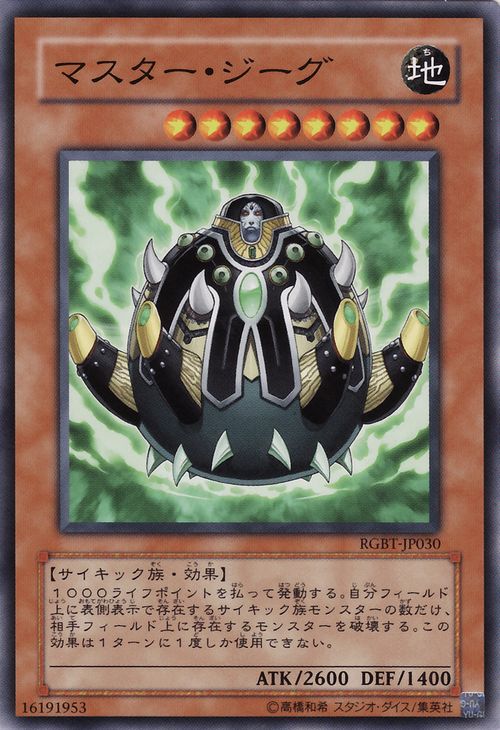 マスター・ジーグ
地
RGBT-JP030
【サイキック族・効果】
1000ライフポイントを払って発動する。自分フィールド
上に表側表示で存在するサイキック族モンスターの数だけ、
相手フィールド上に存在するモンスターを破壊する。この
効果は1ターンに1度しか使用できない。
ATK/2600 DEF/1400
16191953
©高橋和希 スタジオ・ダイス/集英社